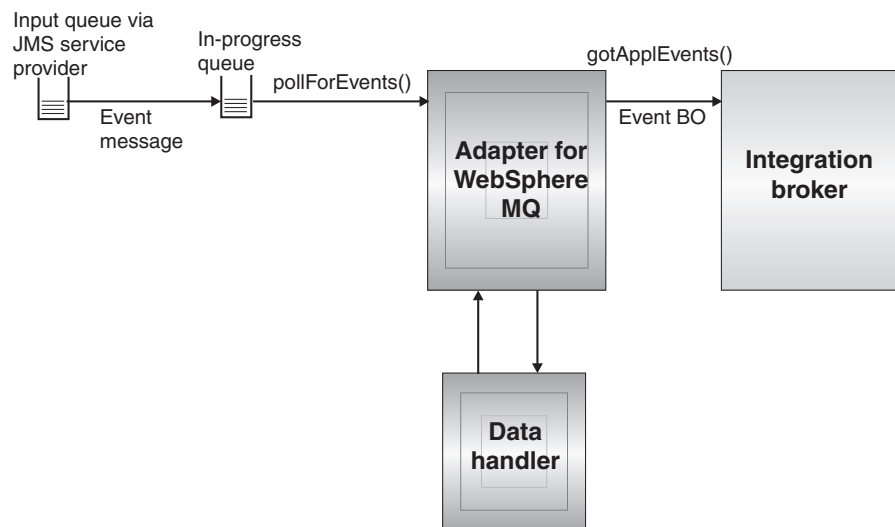 Input queue via
JMS service
provider
In-progress
queue
Event
message
pollForEvents()
gotApplEvents()
Event BO
Adapter for
WebSphere
MQ
Integration
broker
Data
handler